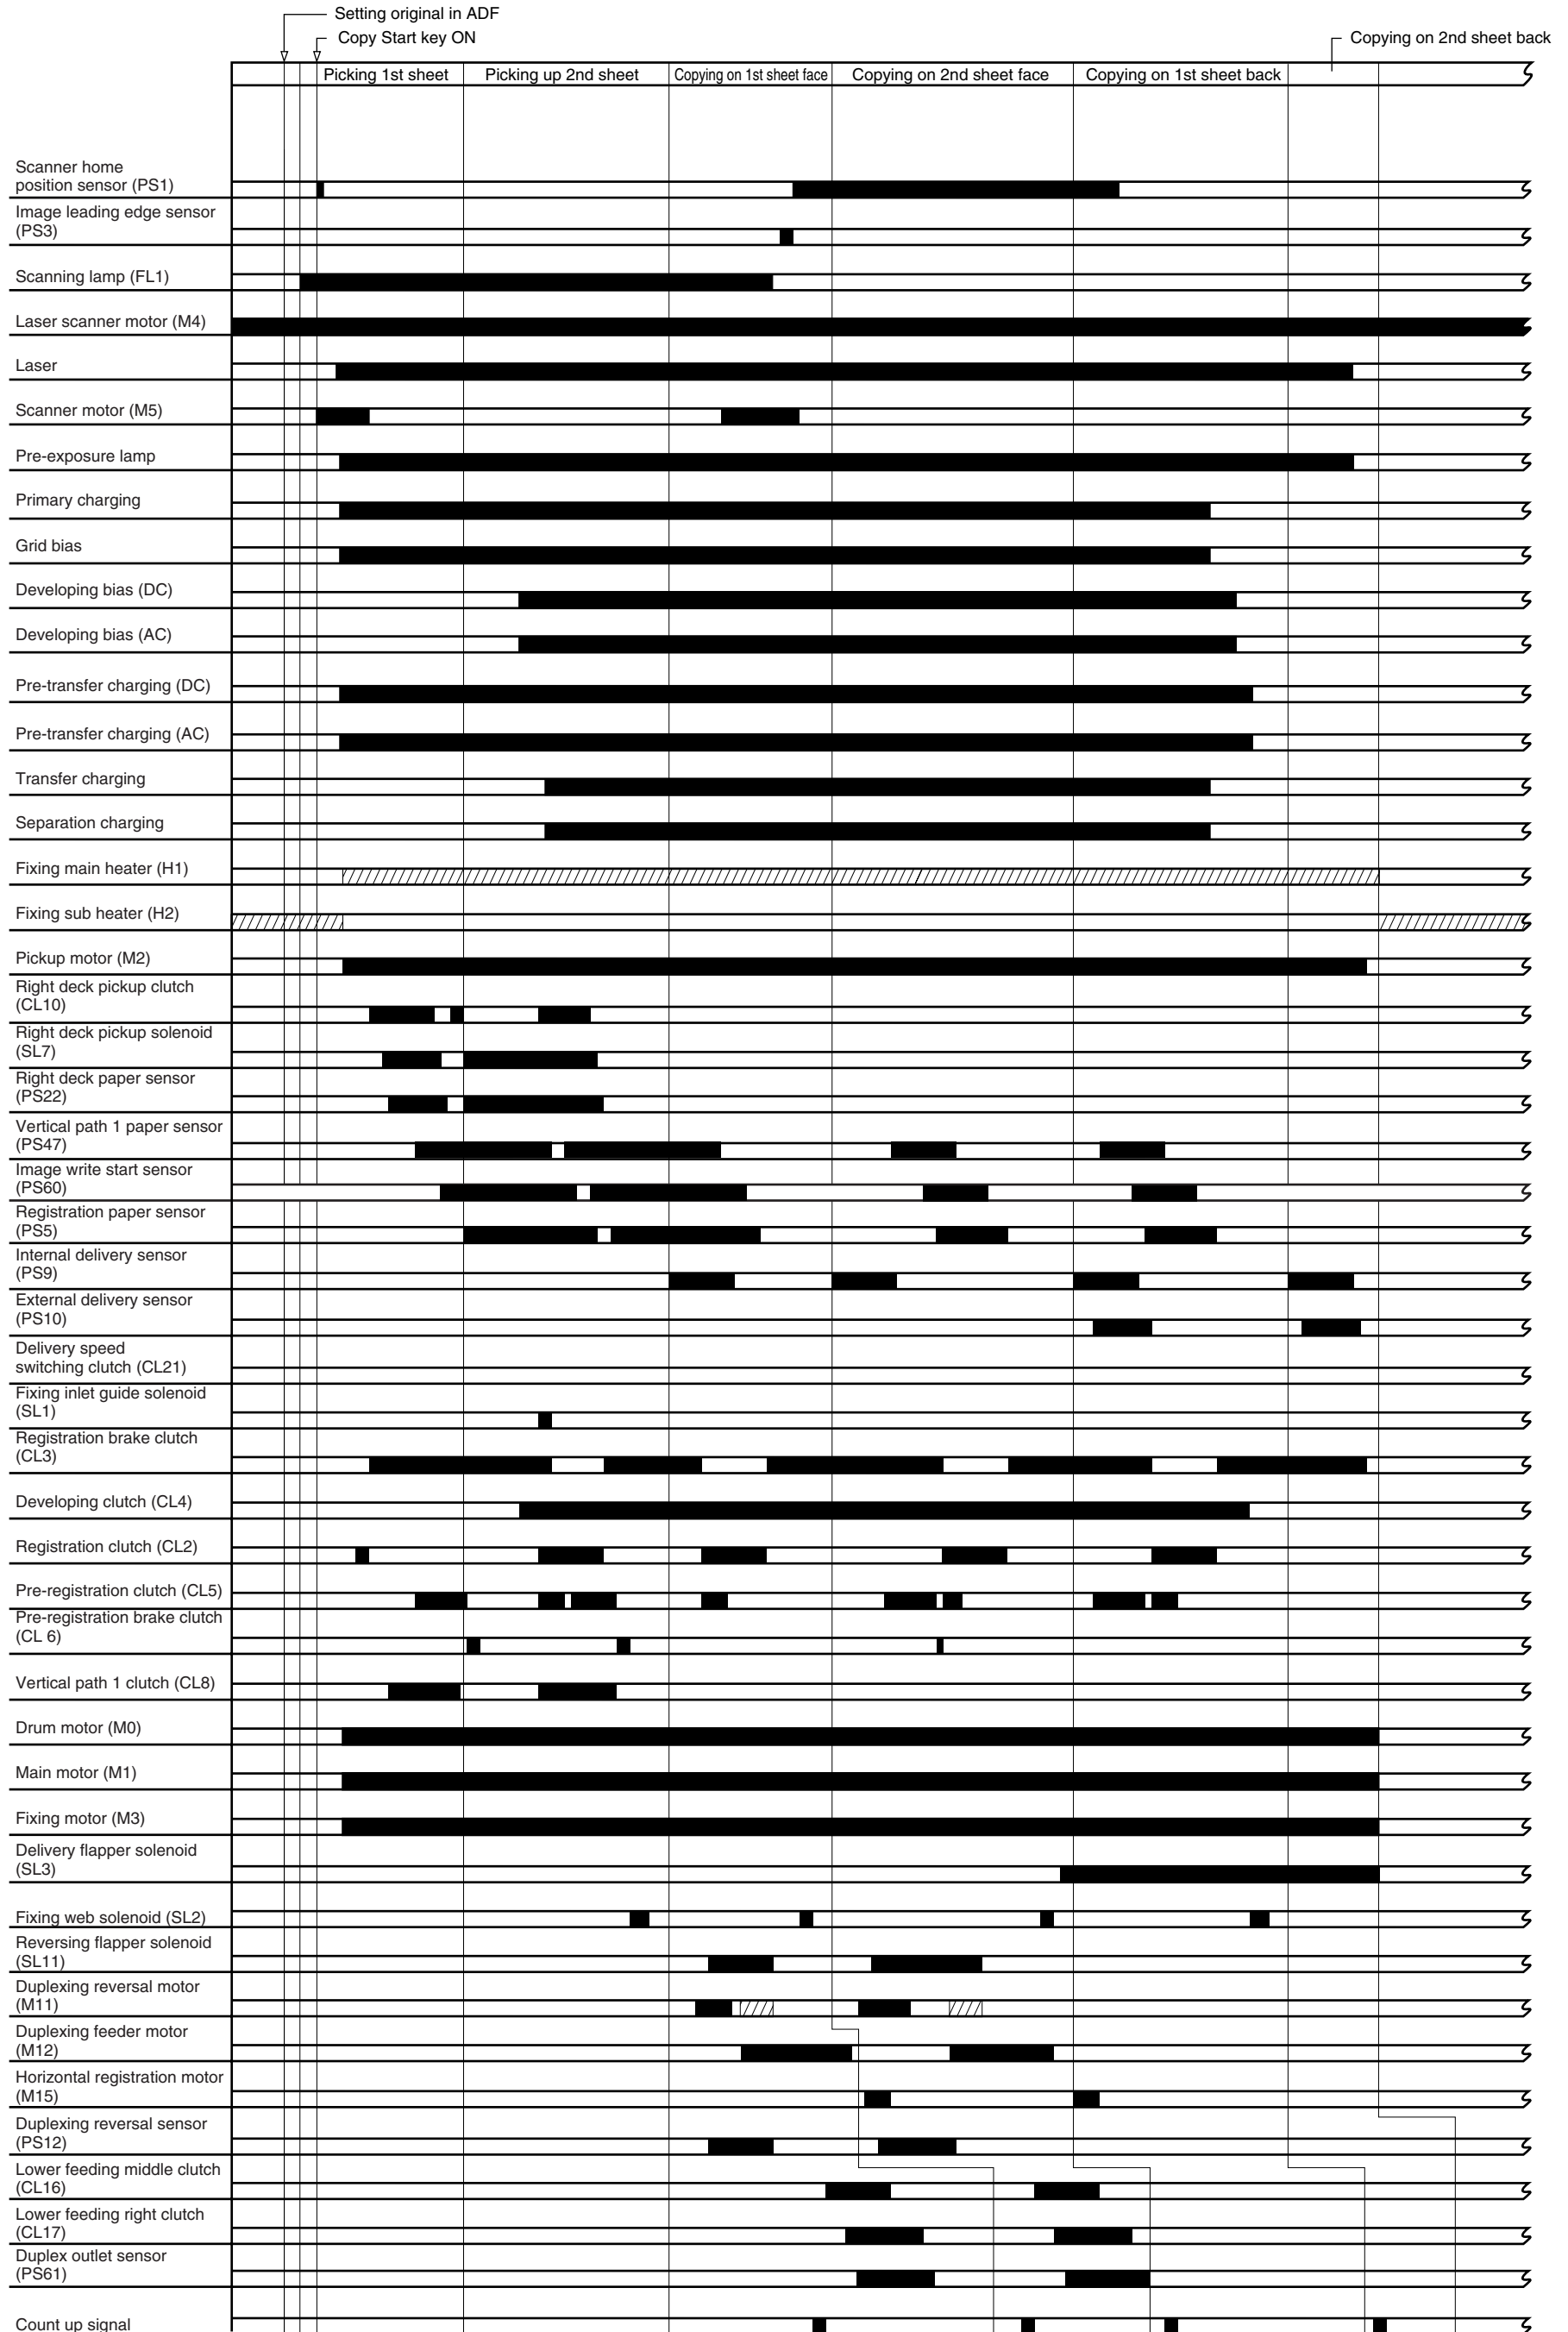 Setting original in ADF
Copy Start key ON
Copying on 2nd sheet back
Picking 1st sheet
Picking up 2nd sheet
Copying on 1st sheet face
Copying on 2nd sheet face
Copying on 1st sheet back
Scanner home
position sensor (PS1)
Image leading edge sensor
(PS3)
Scanning lamp (FL1)
Laser scanner motor (M4)
Laser
Scanner motor (M5)
Pre-exposure lamp
Primary charging
Grid bias
Developing bias (DC)
Developing bias (AC)
Pre-transfer charging (DC)
Pre-transfer charging (AC)
Transfer charging
Separation charging
Fixing main heater (H1)
Fixing sub heater (H2)
Pickup motor (M2)
Right deck pickup clutch
(CL10)
Right deck pickup solenoid
(SL7)
Right deck paper sensor
(PS22)
Vertical path 1 paper sensor
(PS47)
Image write start sensor
(PS60)
Registration paper sensor
(PS5)
Internal delivery sensor
(PS9)
External delivery sensor
(PS10)
Delivery speed
switching clutch (CL21)
Fixing inlet guide solenoid
(SL1)
Registration brake clutch
(CL3)
Developing clutch (CL4)
Registration clutch (CL2)
Pre-registration clutch (CL5)
Pre-registration brake clutch
(CL 6)
Vertical path 1 clutch (CL8)
Drum motor (M0)
Main motor (M1)
Fixing motor (M3)
Delivery flapper solenoid
(SL3)
Fixing web solenoid (SL2)
Reversing flapper solenoid
(SL11)
Duplexing reversal motor
(M11)
Duplexing feeder motor
(M12)
Horizontal registration motor
(M15)
Duplexing reversal sensor
(PS12)
Lower feeding middle clutch
(CL16)
Lower feeding right clutch
(CL17)
Duplex outlet sensor
(PS61)
Count up signal